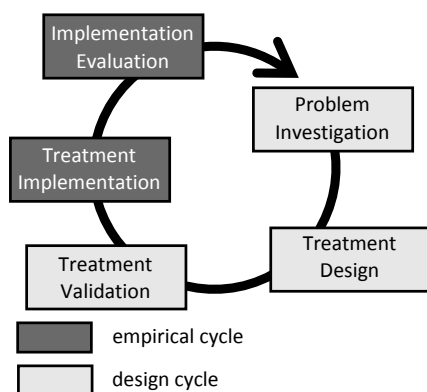 Implementation
Evaluation
Problem
Investigation
Treatment
Implementation
Treatment
Design
Treatment
Validation
empirical cycle
design cycle